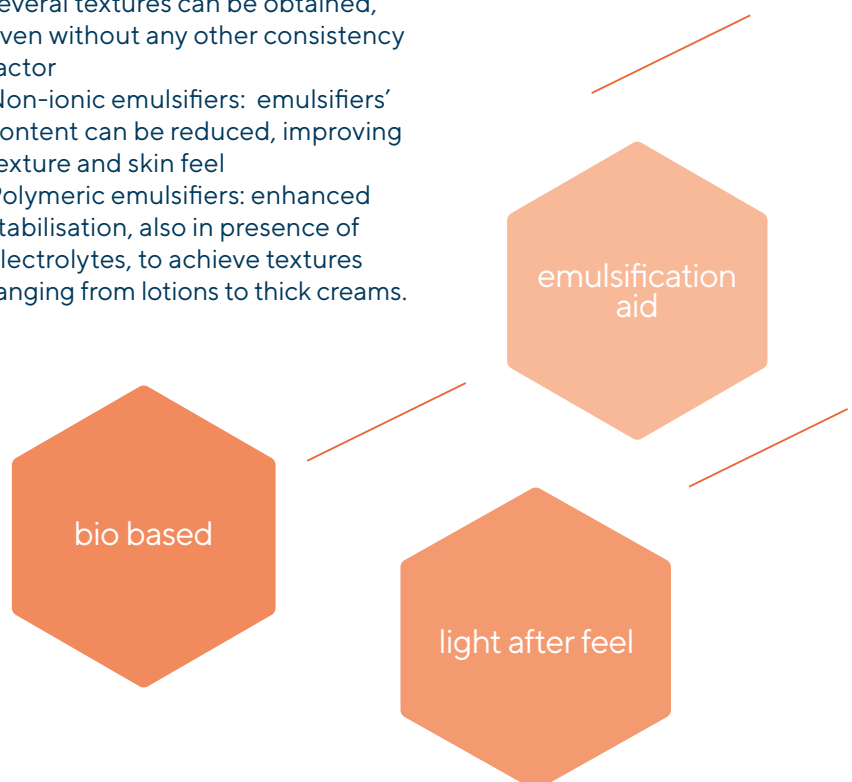 everal textures can be obtained,
ven without any other consistency
actor
Non-ionic emulsifiers: emulsifiers’
ontent can be reduced, improving
exture and skin feel
Polymeric emulsifiers: enhanced
tabilisation, also in presence of
lectrolytes, to achieve textures
anging from lotions to thick creams.
emulsification
aid
bio based
light after feel